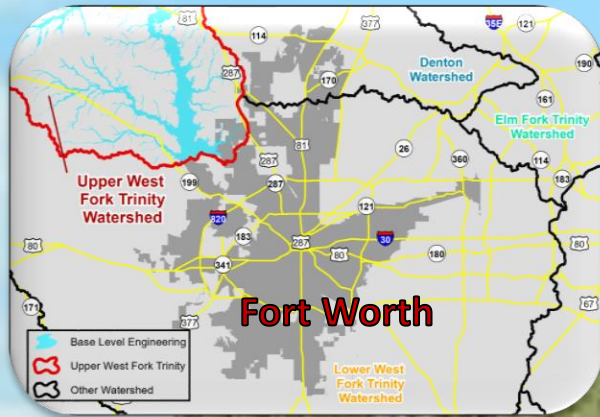 81
114
377
35E
121
Denton
Watershed
190
287
170
161
Elm Fork Trinity
Watershed
81
26
360
114
287
183
Upper West
Fork Trinity
Watershed
199
287
121
820
183
287
80
30
180
80
80
341
171
377
67
Fort Worth
Base Level Engineering
Upper West Fork Trinity
Other Watershed
Lower West
Fork Trinity
Watershed